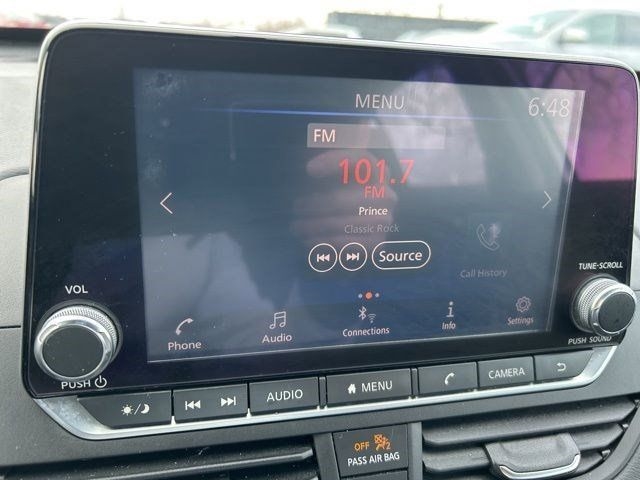 MENU
6:48
FM
101.7
FM
Prince
Classic Rock
Source
Call History
Phone
Audio
Connections
Info
Settings
VOL
PUSH
TUNE-SCROLL
PUSH SOUND
AUDIO
MENU
CAMERA
OFF 2
PASS AIR BAG